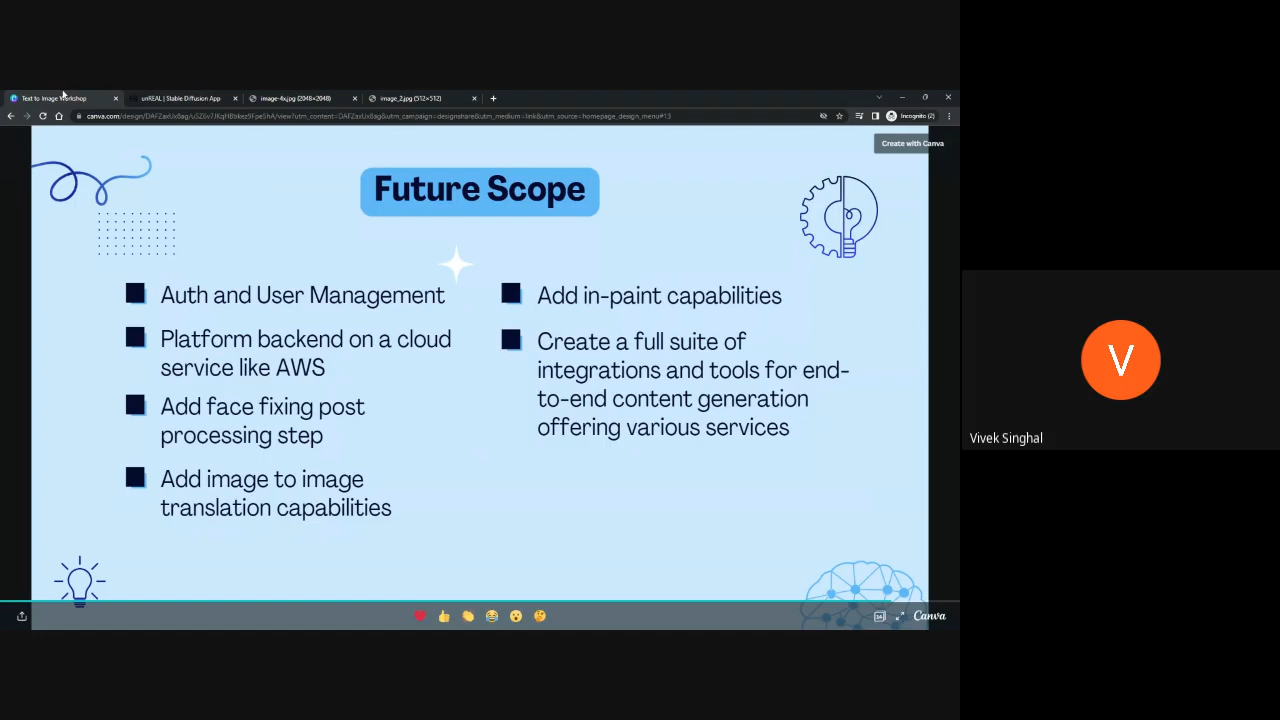 Text to Image Workshop
unREAL | Stable Diffusion App
image-4x.jpg (2048×2048)
image_2.jpg (512×512)
Incognito (2)
Create with Canva
Future Scope
Auth and User Management
Platform backend on a cloud
service like AWS
Add face fixing post
processing step
Add image to image
translation capabilities
Add in-paint capabilities
Create a full suite of
integrations and tools for end-
to-end content generation
offering various services
14
Canva
V
Vivek Singhal